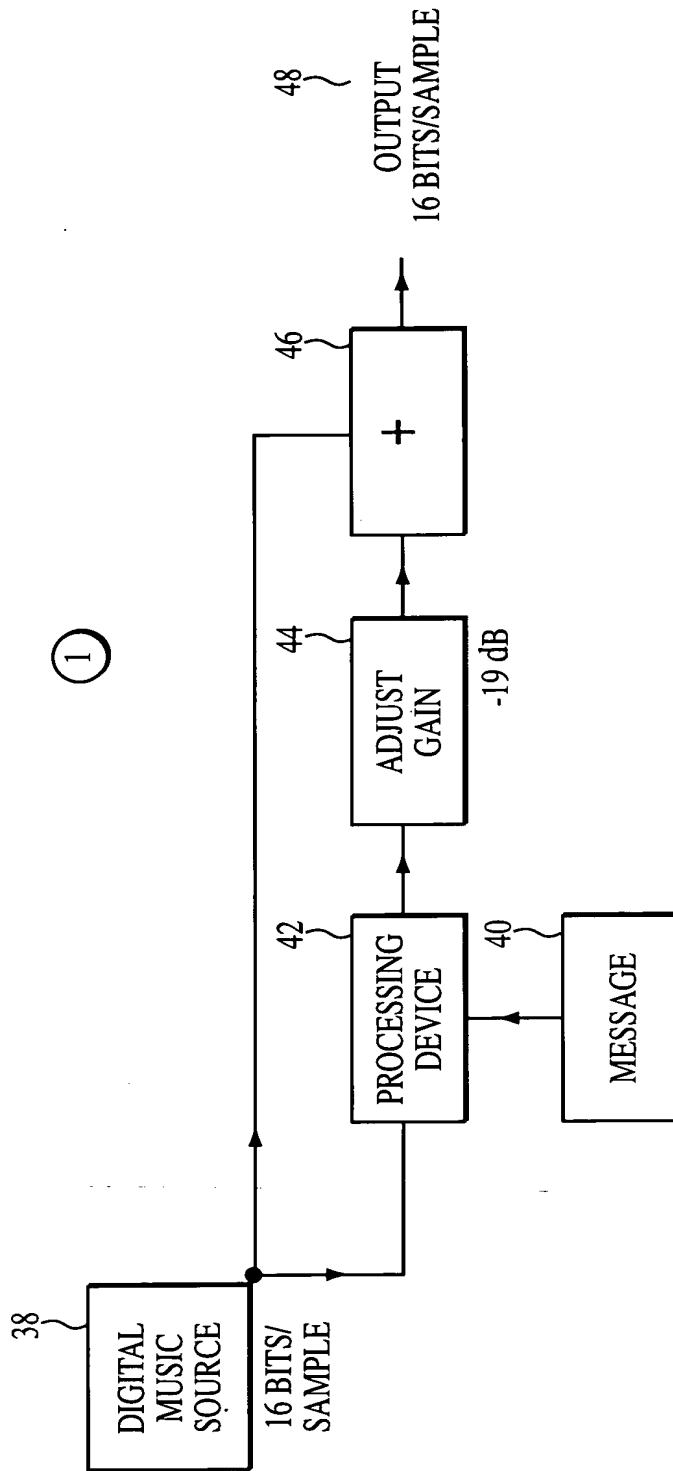 1
38
DIGITAL
MUSIC
SOURCE
16 BITS/
SAMPLE
42
PROCESSING
DEVICE
40
MESSAGE
44
ADJUST
GAIN
-19 dB
46
+
48
OUTPUT
16 BITS/SAMPLE